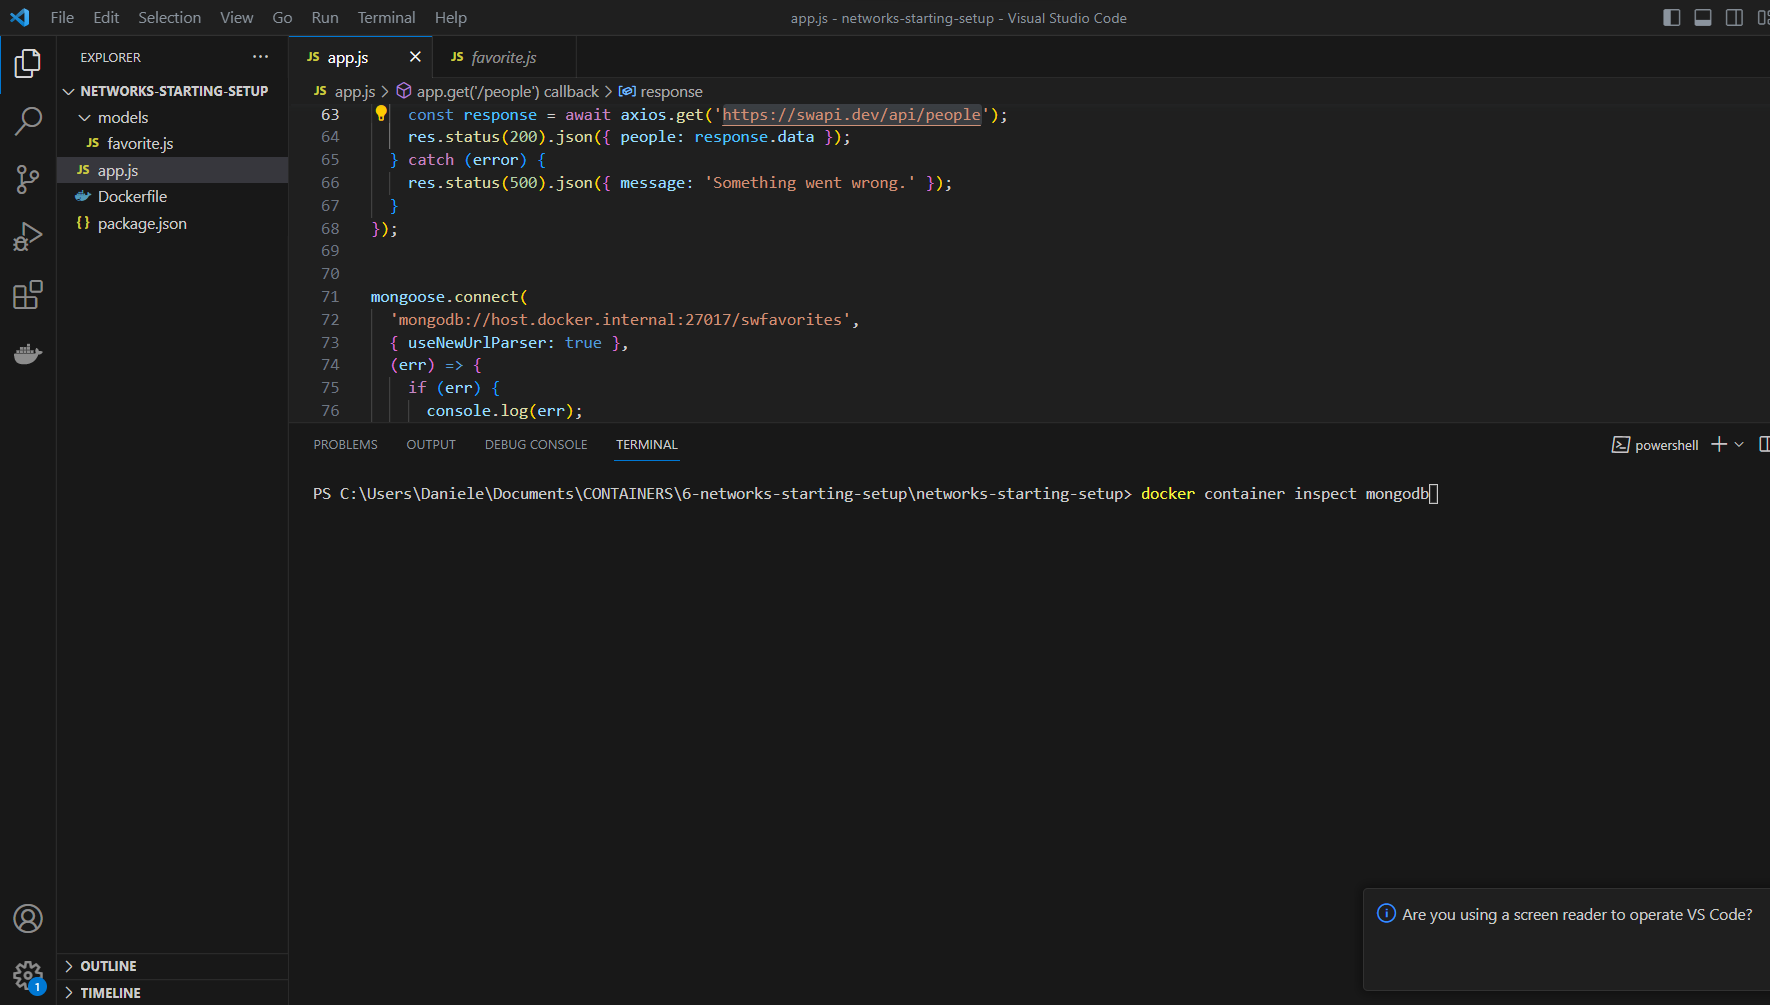 File Edit Selection View Go Run Terminal Help
app.js - networks-starting-setup - Visual Studio Code
EXPLORER
NETWORKS-STARTING-SETUP
models
JS favorite.js
JS app.js
Dockerfile
{} package.json
OUTLINE
TIMELINE
1
JS app.js
JS favorite.js
JS app.js > app.get('/people') callback > response
63 const response = await axios.get('https://swapi.dev/api/people');
64 res.status(200).json({ people: response.data });
65 } catch (error) {
66 res.status(500).json({ message: 'Something went wrong.' });
67 }
68 });
69
70
71 mongoose.connect(
72 'mongodb://host.docker.internal:27017/swfavorites',
73 { useNewUrlParser: true },
74 (err) => {
75 if (err) {
76 console.log(err);
PROBLEMS OUTPUT DEBUG CONSOLE TERMINAL
powershell
PS C:\Users\Daniele\Documents\CONTAINERS\6-networks-starting-setup\networks-starting-setup> docker container inspect mongodb
Are you using a screen reader to operate VS Code?